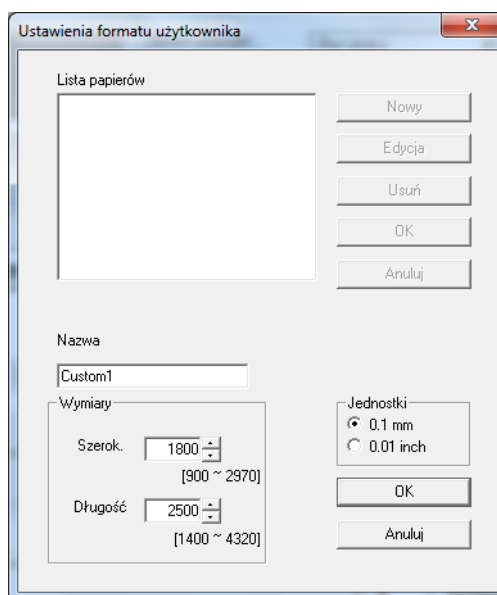 Ustawienia formatu użytkownika
Lista papierów
Nowy
Edycja
Usuń
OK
Anuluj
Nazwa
Custom1
Wymiary
Szerok.
1800
[900 ~ 2970]
Długość
2500
[1400 ~ 4320]
Jednostki
0.1 mm
0.01 inch
OK
Anuluj